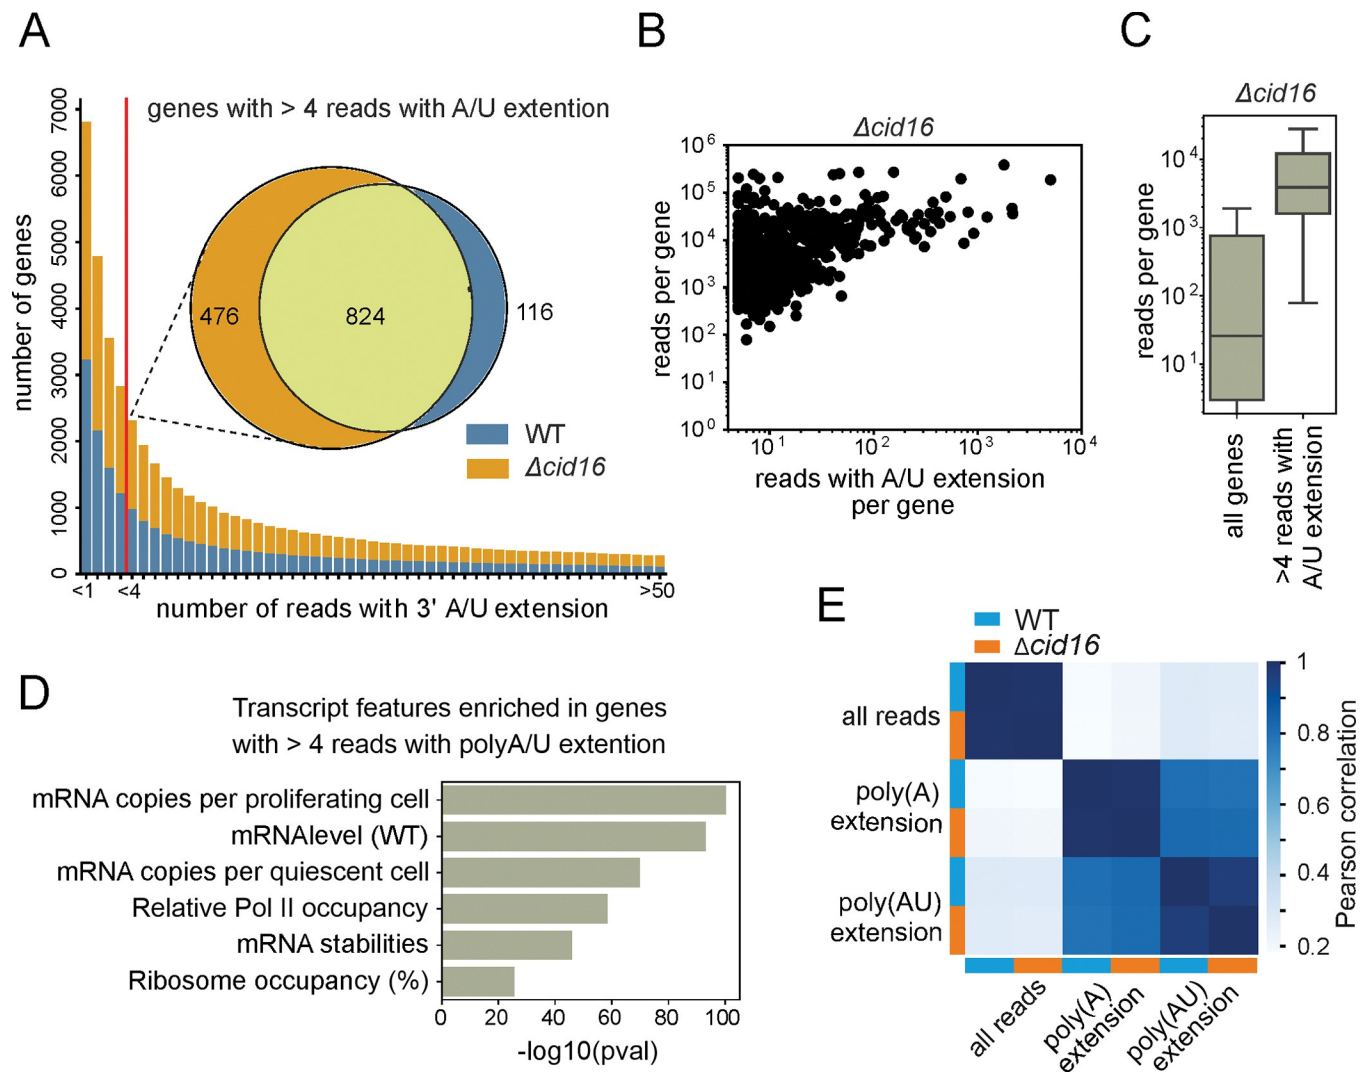 A
genes with > 4 reads with A/U extention
number of genes
7000
6000
5000
4000
3000
2000
1000
0
476
824
116
WT
Δcid16
<1
<4
>50
number of reads with 3' A/U extension
B
Δcid16
reads per gene
10^6
10^5
10^4
10^3
10^2
10^1
10^0
10^1
10^2
10^3
10^4
reads with A/U extension
per gene
C
Δcid16
reads per gene
10^4
10^3
10^2
10^1
all genes
>4 reads with
A/U extension
D
Transcript features enriched in genes
with > 4 reads with polyA/U extention
mRNA copies per proliferating cell
mRNAlevel (WT)
mRNA copies per quiescent cell
Relative Pol II occupancy
mRNA stabilities
Ribosome occupancy (%)
0
20
40
60
80
100
-log10(pval)
E
WT
Δcid16
all reads
poly(A)
extension
poly(AU)
extension
all reads
poly(A)
extension
poly(AU)
extension
1
0.8
0.6
0.4
0.2
Pearson correlation